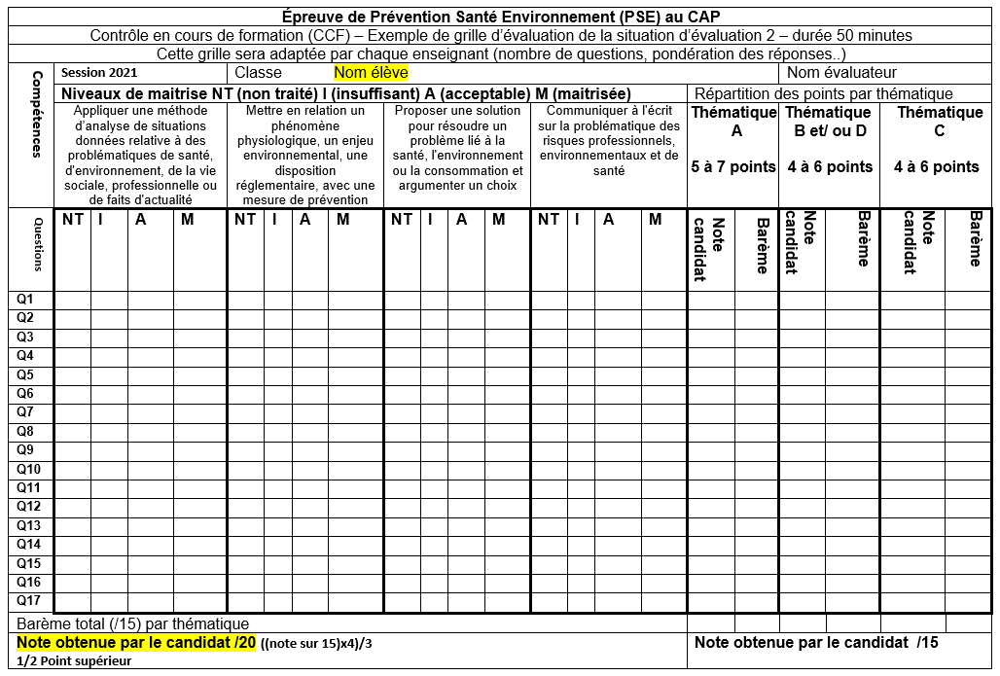 Épreuve de Prévention Santé Environnement (PSE) au CAP
Contrôle en cours de formation (CCF) – Exemple de grille d’évaluation de la situation d’évaluation 2 – durée 50 minutes
Cette grille sera adaptée par chaque enseignant (nombre de questions, pondération des réponses..)
Compétences
Session 2021
Classe
Nom élève
Nom évaluateur
Niveaux de maitrise NT (non traité) I (insuffisant) A (acceptable) M (maitrisée)
Répartition des points par thématique
Appliquer une méthode
d’analyse de situations
données relative à des
problématiques de santé,
d’environnement, de la vie
sociale, professionnelle ou
de faits d’actualité
Mettre en relation un
phénomène
physiologique, un enjeu
environnemental, une
disposition
réglementaire, avec une
mesure de prévention
Proposer une solution
pour résoudre un
problème lié à la
santé, l’environnement
ou la consommation et
argumenter un choix
Communiquer à l’écrit
sur la problématique des
risques professionnels,
environnementaux et de
santé
Thématique
A
5 à 7 points
Thématique
B et/ ou D
4 à 6 points
Thématique
C
4 à 6 points
Questions
NT I A M
NT I A M
NT I A M
NT I A M
Note
candidat
Barème
Note
candidat
Barème
Note
candidat
Barème
Q1
Q2
Q3
Q4
Q5
Q6
Q7
Q8
Q9
Q10
Q11
Q12
Q13
Q14
Q15
Q16
Q17
Barème total (/15) par thématique
Note obtenue par le candidat /20 ((note sur 15)x4)/3
1/2 Point supérieur
Note obtenue par le candidat /15